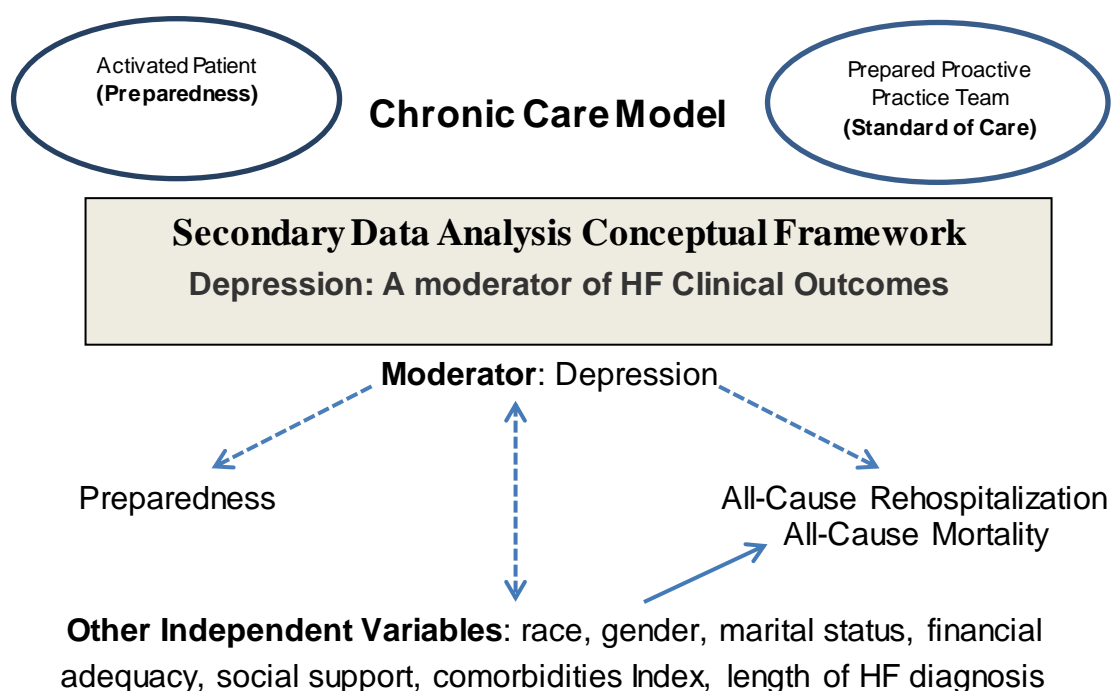 Activated Patient
(Preparedness)
Chronic Care Model
Prepared Proactive
Practice Team
(Standard of Care)
Secondary Data Analysis Conceptual Framework
Depression: A moderator of HF Clinical Outcomes
Moderator: Depression
Preparedness
All-Cause Rehospitalization
All-Cause Mortality
Other Independent Variables: race, gender, marital status, financial
adequacy, social support, comorbidities Index, length of HF diagnosis